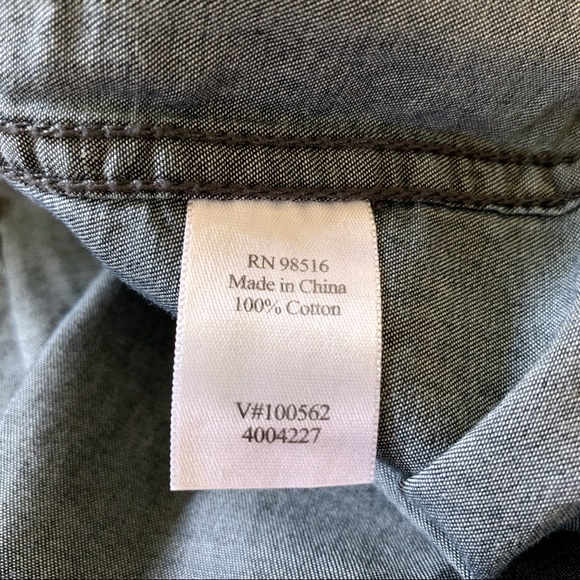 RN 98516
Made in China
100% Cotton
V#100562
4004227